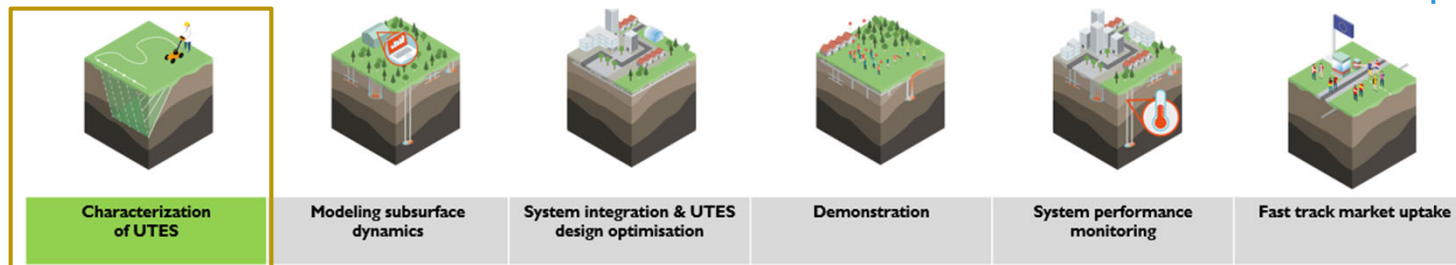 Characterization
of UTES
Modeling subsurface
dynamics
System integration & UTES
design optimisation
Demonstration
System performance
monitoring
Fast track market uptake